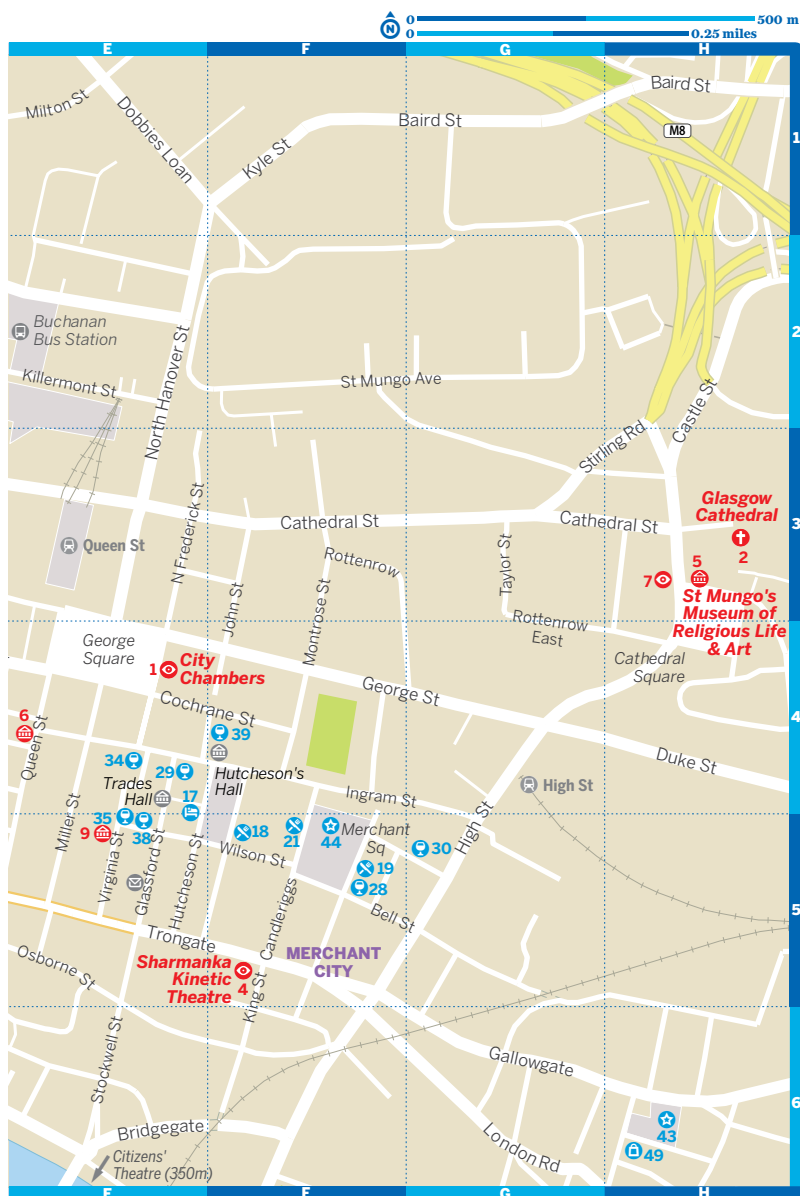 N
0
500 m
0
0.25 miles
E
F
G
H
Baird St
Milton St
Dobbies Loan
Baird St
M8
1
Kyle St
2
Buchanan
Bus Station
North Hanover St
Killermont St
St Mungo Ave
Castle St
Stirling Rd
Glasgow
Cathedral
2
3
N Frederick St
Cathedral St
Cathedral St
Queen St
Rottenrow
Taylor St
7
5
St Mungo's
Museum of
Religious Life
& Art
John St
Montrose St
Rottenrow
East
George
Square
1
City
Chambers
Cathedral
Square
George St
Cochrane St
4
6
Queen St
39
Duke St
34
29
Hutcheson's
Hall
Trades
Hall
17
High St
Ingram St
Miller St
35
38
9
Virginia St
Glassford St
Hutcheson St
18
21
44
Merchant
Sq
30
High St
Wilson St
19
28
5
Candleriggs
Bell St
Trongate
MERCHANT
CITY
Osborne St
Sharmanka
Kinetic
Theatre
4
King St
Stockwell St
Gallowgate
6
43
49
Bridgegate
London Rd
Citizens'
Theatre (350m)
E
F
G
H